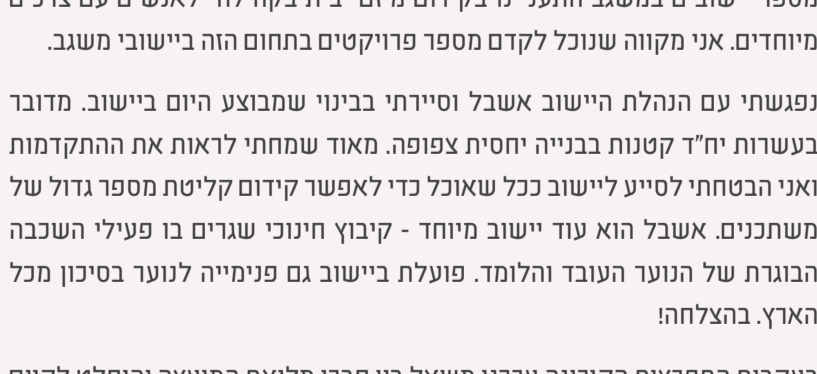 מיוחדים. אני מקווה שנוכל לקדם מספר פרויקטים בתחום הזה ביישובי משגב.
נפגשתי עם הנהלת היישוב אשבל וסיירתי בבינוי שמבוצע היום ביישוב. מדובר
בעשרות יח"ד קטנות בבנייה יחסית צפופה. מאוד שמחתי לראות את ההתקדמות
ואני הבטחתי לסייע ליישוב ככל שאוכל כדי לאפשר קידום קליטת מספר גדול של
משתכנים. אשבל הוא עוד יישוב מיוחד - קיבוץ חינוכי שגרים בו פעילי השכבה
הבוגרת של הנוער העובד והלומד. פועלת ביישוב גם פנימייה לנוער בסיכון מכל
הארץ. בהצלחה!